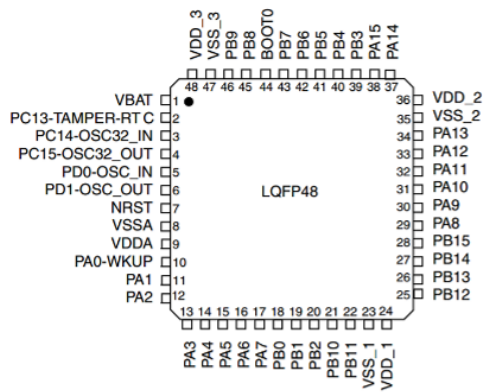 VDD_3
VSS_3
PB9
PB8
BOOT0
PB7
PB6
PB5
PB4
PB3
PA15
PA14
48 47 46 45 44 43 42 41 40 39 38 37
VBAT 1
PC13-TAMPER-RTC 2
PC14-OSC32_IN 3
PC15-OSC32_OUT 4
PD0-OSC_IN 5
PD1-OSC_OUT 6
NRST 7
VSSA 8
VDDA 9
PA0-WKUP 10
PA1 11
PA2 12
LQFP48
36 VDD_2
35 VSS_2
34 PA13
33 PA12
32 PA11
31 PA10
30 PA9
29 PA8
28 PB15
27 PB14
26 PB13
25 PB12
13 14 15 16 17 18 19 20 21 22 23 24
PA3
PA4
PA5
PA6
PA7
PB0
PB1
PB2
PB10
PB11
VSS_1
VDD_1